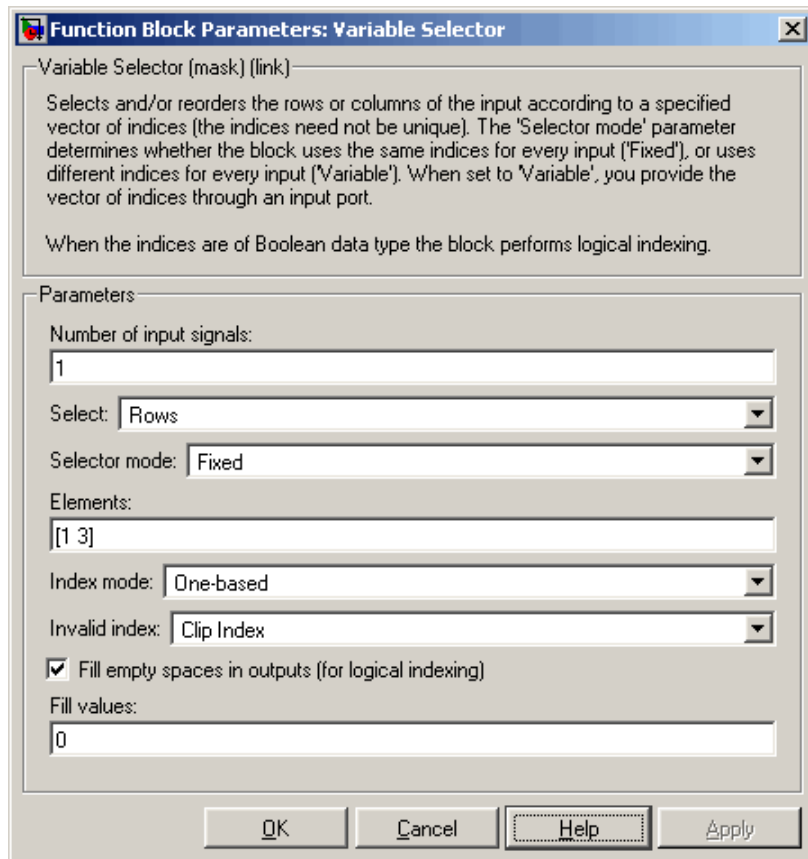 Function Block Parameters: Variable Selector
Variable Selector (mask) (link)
Selects and/or reorders the rows or columns of the input according to a specified
vector of indices (the indices need not be unique). The 'Selector mode' parameter
determines whether the block uses the same indices for every input ('Fixed'), or uses
different indices for every input ('Variable'). When set to 'Variable', you provide the
vector of indices through an input port.
When the indices are of Boolean data type the block performs logical indexing.
Parameters
Number of input signals:
1
Select: Rows
Selector mode: Fixed
Elements:
[1 3]
Index mode: One-based
Invalid index: Clip Index
Fill empty spaces in outputs (for logical indexing)
Fill values:
0
OK Cancel Help Apply